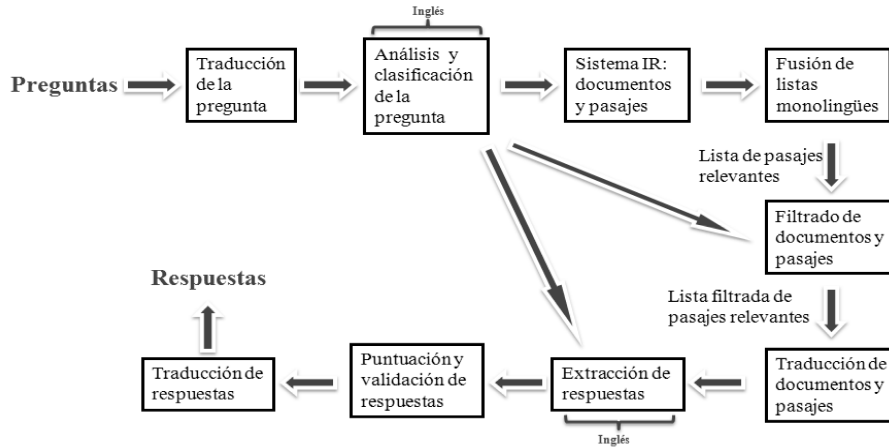 Inglés
Preguntas
Traducción
de la
pregunta
Análisis y
clasificación
de la
pregunta
Sistema IR:
documentos
y pasajes
Fusión de
listas
monolingües
Lista de pasajes
relevantes
Filtrado de
documentos y
pasajes
Lista filtrada de
pasajes relevantes
Traducción de
documentos y
pasajes
Extracción de
respuestas
Inglés
Puntuación y
validación de
respuestas
Traducción de
respuestas
Respuestas